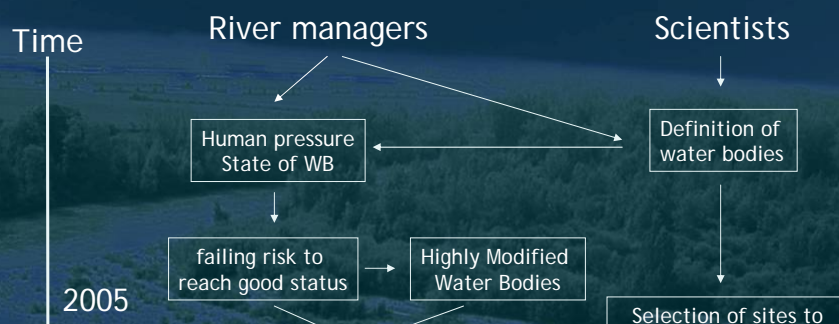 Time
River managers
Scientists
Human pressure
State of WB
Definition of
water bodies
failing risk to
reach good status
Highly Modified
Water Bodies
2005
Selection of sites to